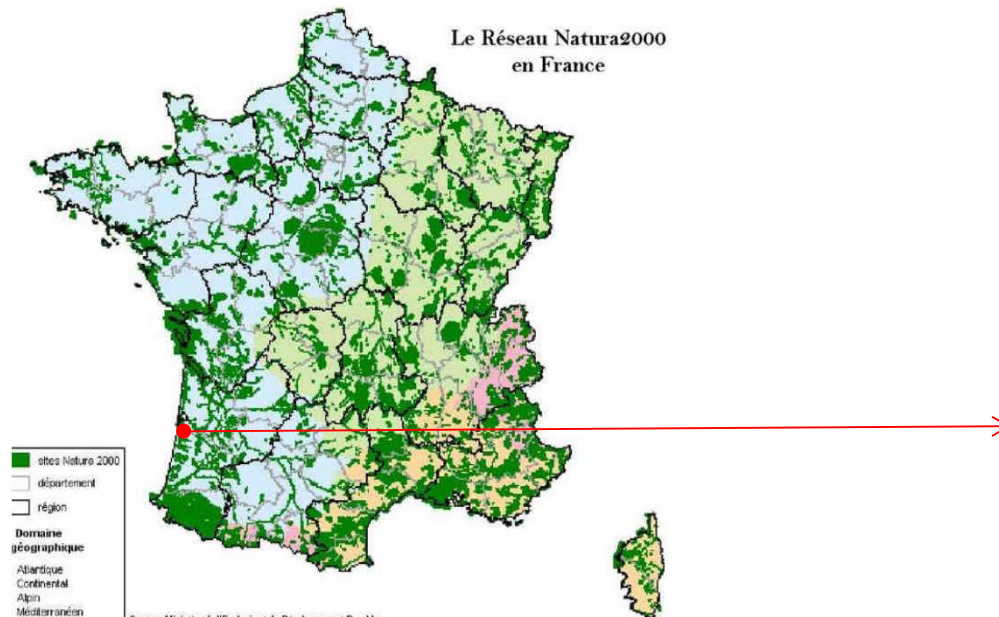 Le Réseau Natura2000
en France
sites Natura 2000
département
région
Domaine
géographique
Atlantique
Continental
Alpin
Méditerranéen